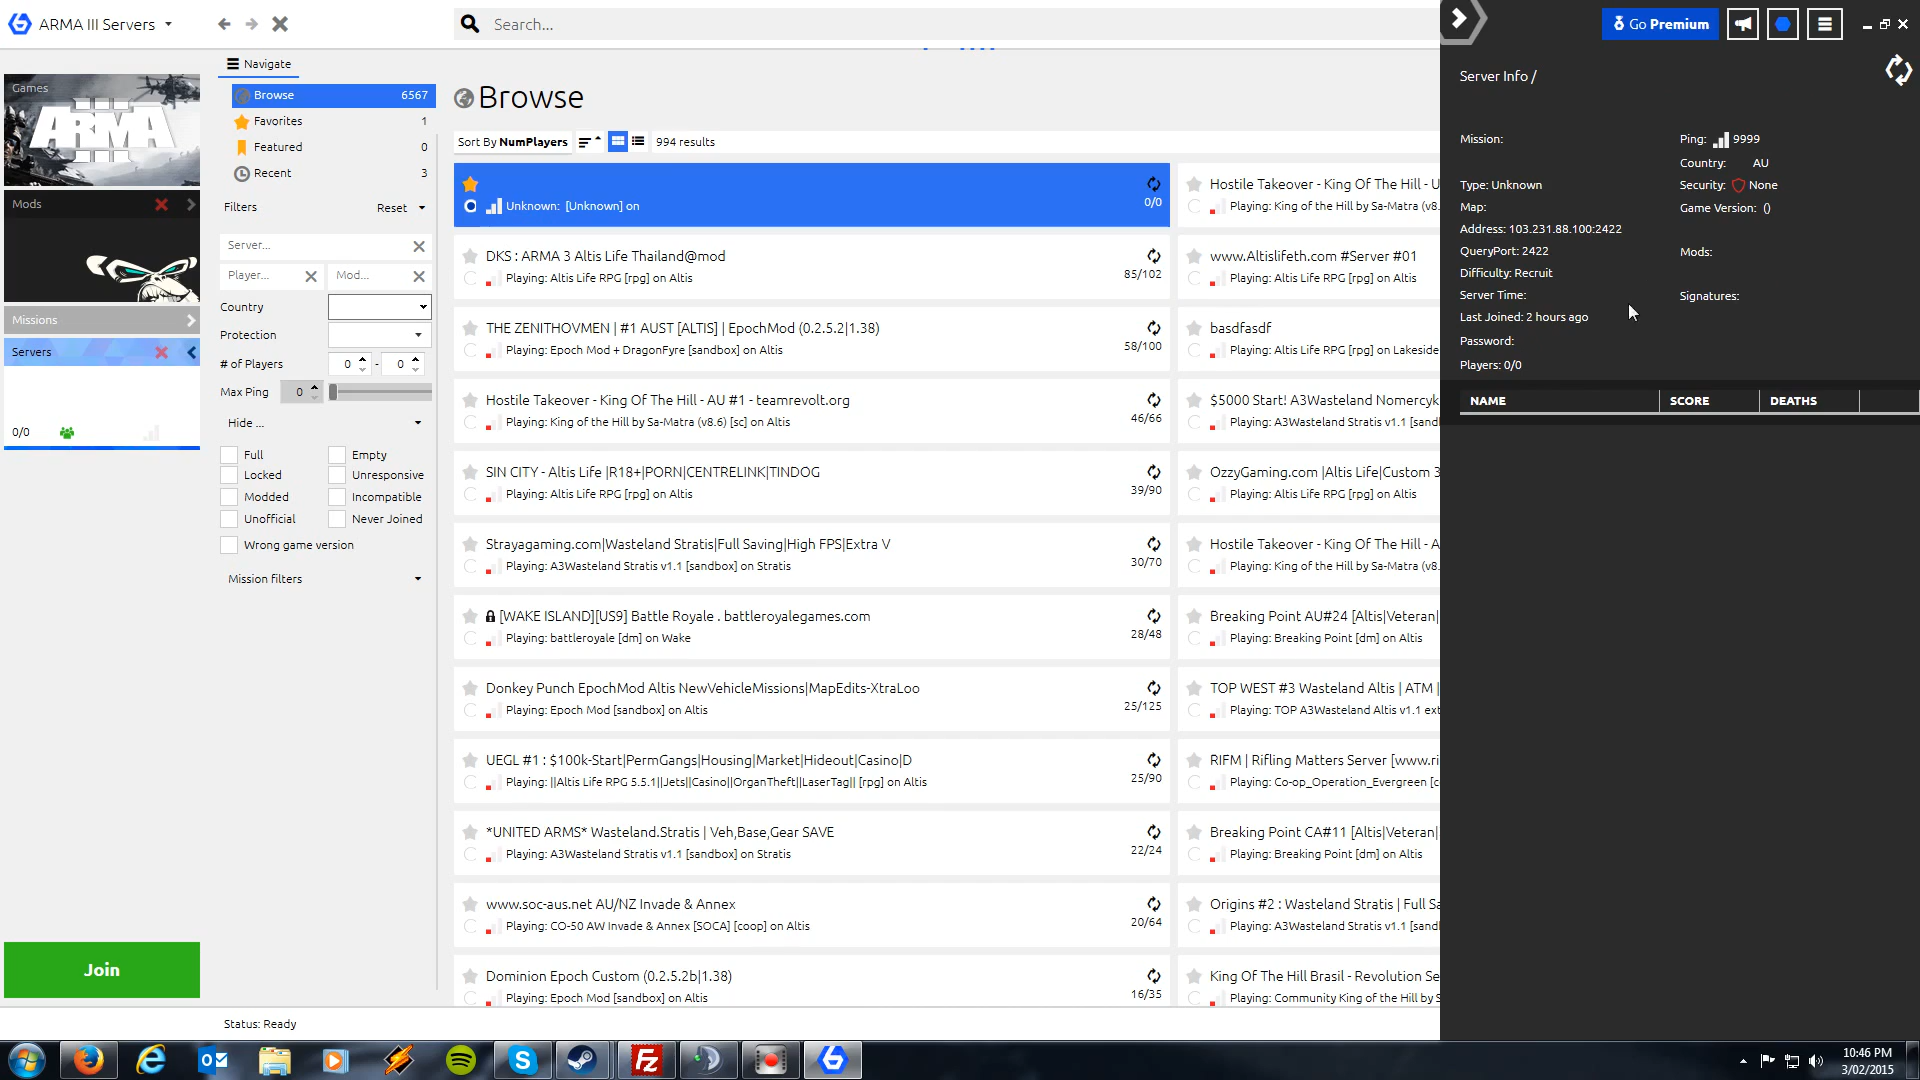 ARMA III Servers
Search...
Go Premium
Games
ARMA
III
Mods
Missions
Servers
0/0
Join
Navigate
Browse 6567
Favorites 1
Featured 0
Recent 3
Filters Reset
Server...
Player... Mod...
Country
Protection
# of Players 0 - 0
Max Ping 0
Hide ...
Full Empty
Locked Unresponsive
Modded Incompatible
Unofficial Never Joined
Wrong game version
Mission filters
Status: Ready
Browse
Sort By NumPlayers 994 results
Unknown: [Unknown] on 0/0
DKS : ARMA 3 Altis Life Thailand@mod
Playing: Altis Life RPG [rpg] on Altis 85/102
THE ZENITHOVMEN | #1 AUST [ALTIS] | EpochMod (0.2.5.2|1.38)
Playing: Epoch Mod + DragonFyre [sandbox] on Altis 58/100
Hostile Takeover - King Of The Hill - AU #1 - teamrevolt.org
Playing: King of the Hill by Sa-Matra (v8.6) [sc] on Altis 46/66
SIN CITY - Altis Life |R18+|PORN|CENTRELINK|TINDOG
Playing: Altis Life RPG [rpg] on Altis 39/90
Strayagaming.com|Wasteland Stratis|Full Saving|High FPS|Extra V
Playing: A3Wasteland Stratis v1.1 [sandbox] on Stratis 30/70
[WAKE ISLAND][US9] Battle Royale . battleroyalegames.com
Playing: battleroyale [dm] on Wake 28/48
Donkey Punch EpochMod Altis NewVehicleMissions|MapEdits-XtraLoo
Playing: Epoch Mod [sandbox] on Altis 25/125
UEGL #1 : $100k-Start|PermGangs|Housing|Market|Hideout|Casino|D
Playing: ||Altis Life RPG 5.5.1||Jets||Casino||OrganTheft||LaserTag|| [rpg] on Altis 25/90
*UNITED ARMS* Wasteland.Stratis | Veh,Base,Gear SAVE
Playing: A3Wasteland Stratis v1.1 [sandbox] on Stratis 22/24
www.soc-aus.net AU/NZ Invade & Annex
Playing: CO-50 AW Invade & Annex [SOCA] [coop] on Altis 20/64
Dominion Epoch Custom (0.2.5.2b|1.38)
Playing: Epoch Mod [sandbox] on Altis 16/35
Hostile Takeover - King Of The Hill - U
Playing: King of the Hill by Sa-Matra (v8.
www.Altislifeth.com #Server #01
Playing: Altis Life RPG [rpg] on Altis
basdfasdf
Playing: Altis Life RPG [rpg] on Lakeside
$5000 Start! A3Wasteland Nomercyk
Playing: A3Wasteland Stratis v1.1 [sand
OzzyGaming.com |Altis Life|Custom 3
Playing: Altis Life RPG [rpg] on Altis
Hostile Takeover - King Of The Hill - A
Playing: King of the Hill by Sa-Matra (v8.
Breaking Point AU#24 [Altis|Veteran|
Playing: Breaking Point [dm] on Altis
TOP WEST #3 Wasteland Altis | ATM |
Playing: TOP A3Wasteland Altis v1.1 ext
RIFM | Rifling Matters Server [www.ri
Playing: Co-op_Operation_Evergreen [c
Breaking Point CA#11 [Altis|Veteran|
Playing: Breaking Point [dm] on Altis
Origins #2 : Wasteland Stratis | Full Sa
Playing: A3Wasteland Stratis v1.1 [sand
King Of The Hill Brasil - Revolution Se
Playing: Community King of the Hill by S
Server Info /
Mission:
Type: Unknown
Map:
Address: 103.231.88.100:2422
QueryPort: 2422
Difficulty: Recruit
Server Time:
Last Joined: 2 hours ago
Password:
Players: 0/0
Ping: 9999
Country: AU
Security: None
Game Version: ()
Mods:
Signatures:
NAME SCORE DEATHS
10:46 PM
3/02/2015